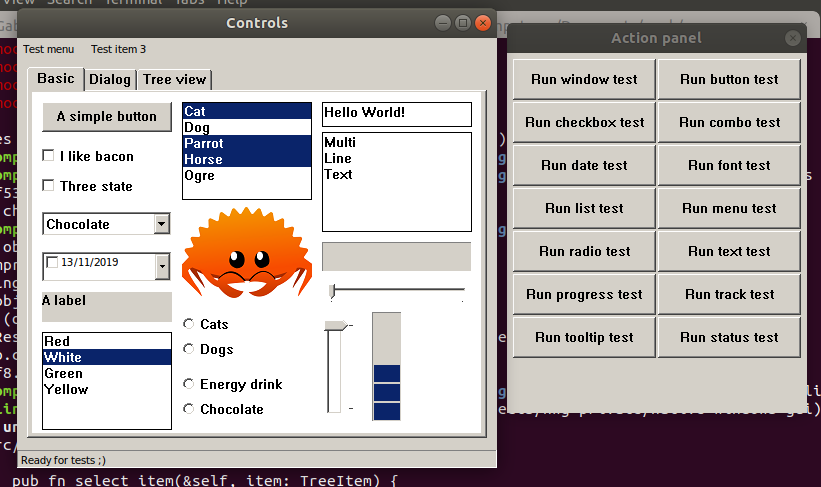 View Search Terminal Tabs Help
Controls
Test menu Test item 3
Basic Dialog Tree view
A simple button
I like bacon
Three state
Chocolate
13/11/2019
A label
Red
White
Green
Yellow
Cat
Dog
Parrot
Horse
Ogre
Cats
Dogs
Energy drink
Chocolate
Hello World!
Multi
Line
Text
Ready for tests ;)
Action panel
Run window test Run button test
Run checkbox test Run combo test
Run date test Run font test
Run list test Run menu test
Run radio test Run text test
Run progress test Run track test
Run tooltip test Run status test
pub fn select_item(&self, item: TreeItem) {